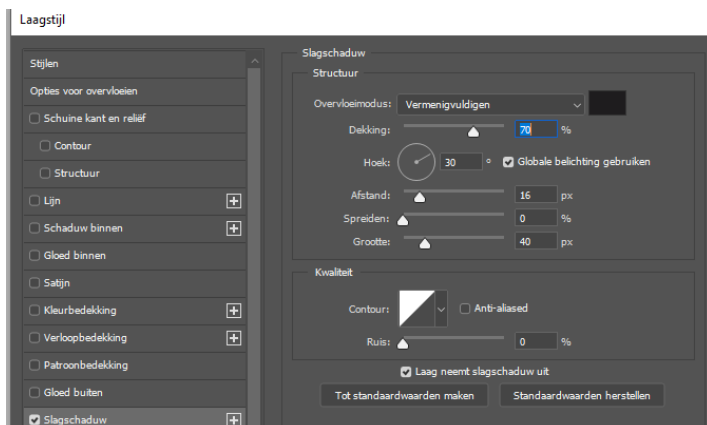 Laagstijl
Stijlen
Opties voor overvloeien
Schuine kant en reliëf
Contour
Structuur
Lijn
Schaduw binnen
Gloed binnen
Satijn
Kleurbedekking
Verloopbedekking
Patroonbedekking
Gloed buiten
Slagschaduw
Slagschaduw
Structuur
Overvloeimodus: Vermenigvuldigen
Dekking: 70 %
Hoek: 30 ° Globale belichting gebruiken
Afstand: 16 px
Spreiden: 0 %
Grootte: 40 px
Kwaliteit
Contour: Anti-aliased
Ruis: 0 %
Laag neemt slagschaduw uit
Tot standaardwaarden maken Standaardwaarden herstellen